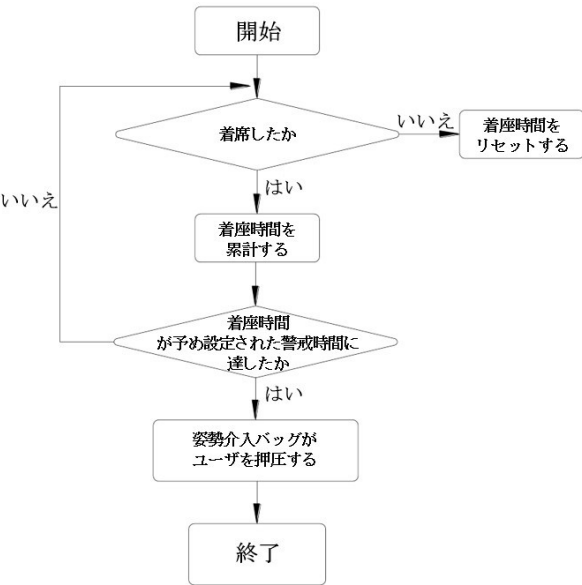 開始
着席したか
いいえ
着座時間を
リセットする
はい
いいえ
着座時間を
累計する
着座時間
が予め設定された警戒時間に
達したか
はい
姿勢介入バッグが
ユーザを押圧する
終了